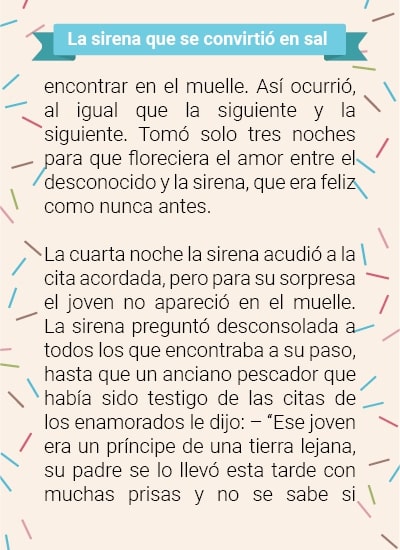 La sirena que se convirtió en sal
encontrar en el muelle. Así ocurrió,
al igual que la siguiente y la
siguiente. Tomó solo tres noches
para que floreciera el amor entre el
desconocido y la sirena, que era feliz
como nunca antes.
La cuarta noche la sirena acudió a la
cita acordada, pero para su sorpresa
el joven no apareció en el muelle.
La sirena preguntó desconsolada a
todos los que encontraba a su paso,
hasta que un anciano pescador que
había sido testigo de las citas de
los enamorados le dijo: – “Ese joven
era un príncipe de una tierra lejana,
su padre se lo llevó esta tarde con
muchas prisas y no se sabe si